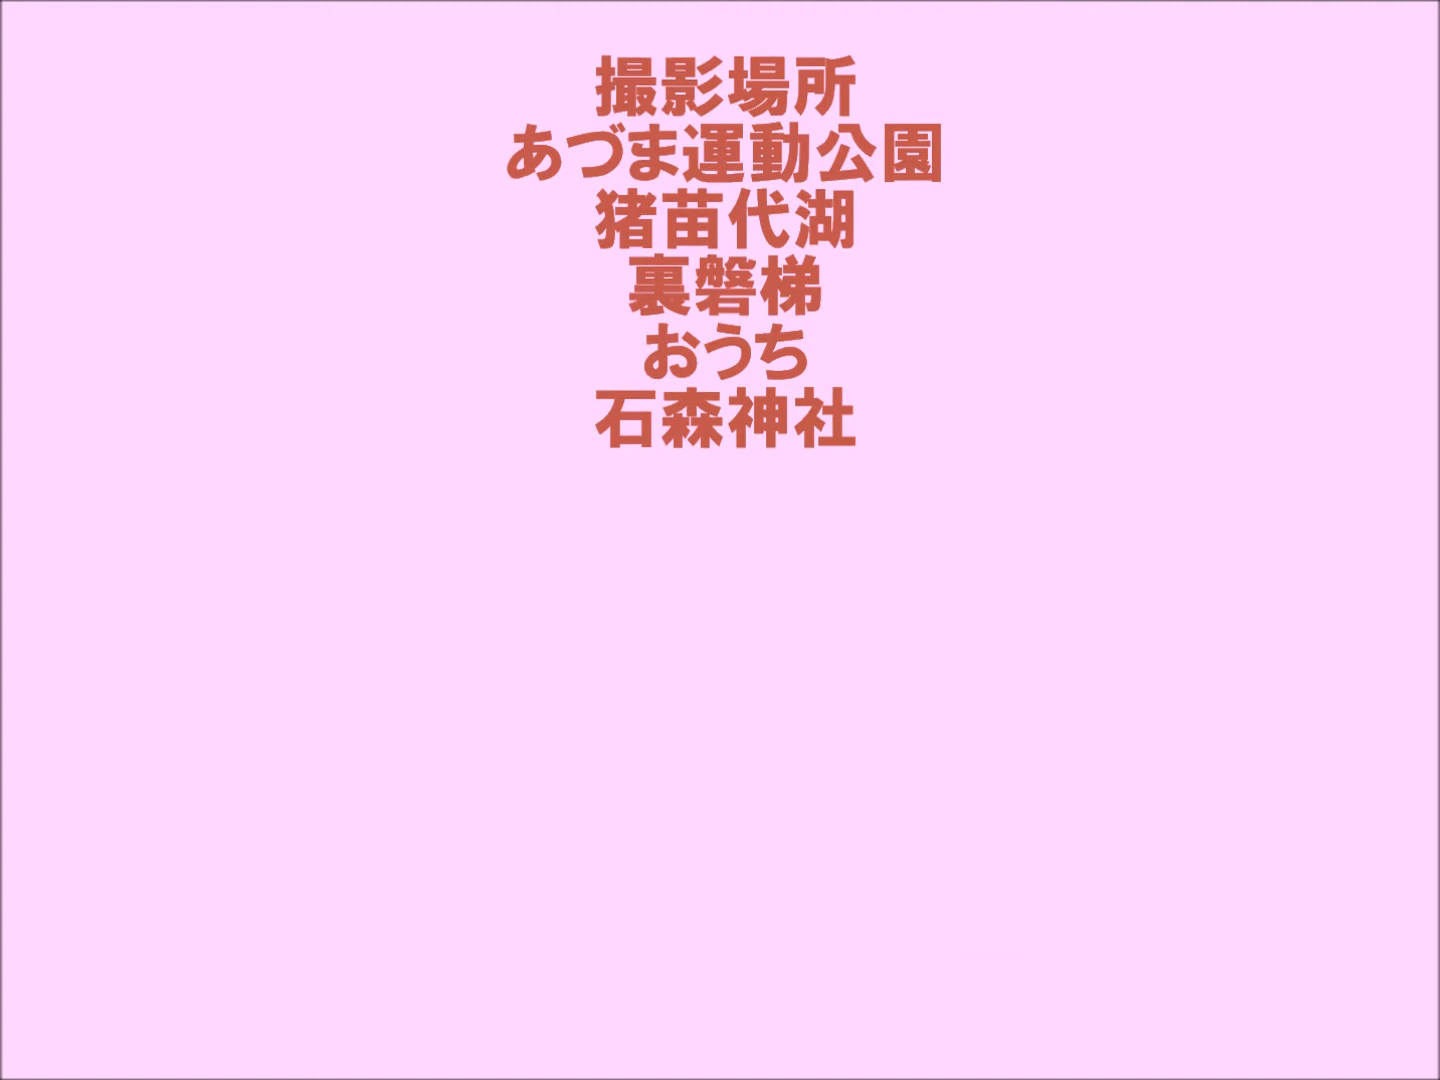 撮影場所
あづま運動公園
猪苗代湖
裏磐梯
おうち
石森神社